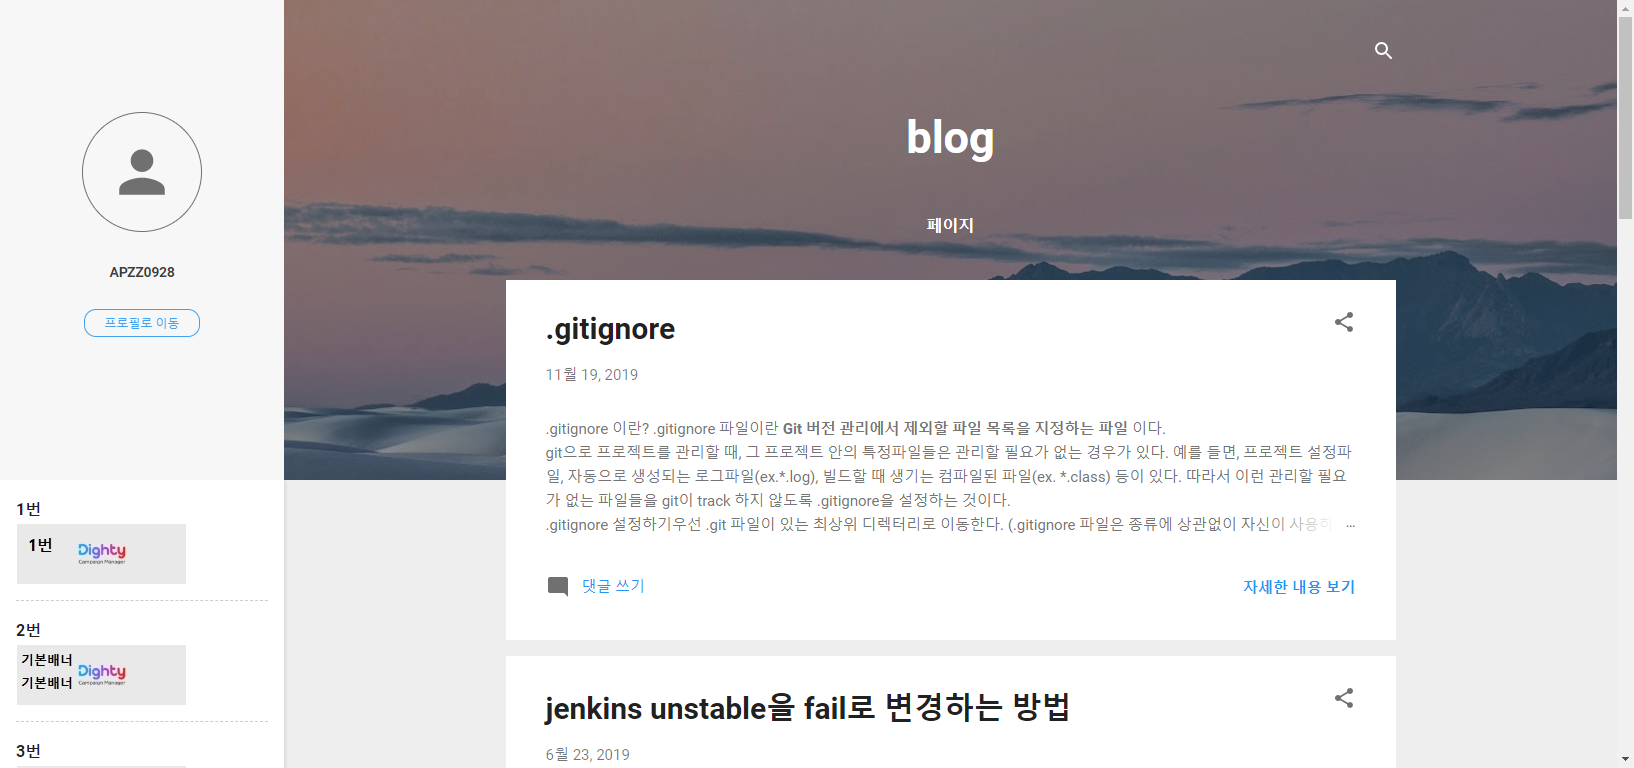 APZZ0928
프로필로 이동
1번
1번
Dighty
Campaign Manager
2번
기본배너
기본배너
Dighty
Campaign Manager
3번
blog
페이지
.gitignore
11월 19, 2019
.gitignore 이란? .gitignore 파일이란 Git 버전 관리에서 제외할 파일 목록을 지정하는 파일 이다.
git으로 프로젝트를 관리할 때, 그 프로젝트 안의 특정파일들은 관리할 필요가 없는 경우가 있다. 예를 들면, 프로젝트 설정파
일, 자동으로 생성되는 로그파일(ex.*.log), 빌드할 때 생기는 컴파일된 파일(ex. *.class) 등이 있다. 따라서 이런 관리할 필요
가 없는 파일들을 git이 track 하지 않도록 .gitignore을 설정하는 것이다.
.gitignore 설정하기우선 .git 파일이 있는 최상위 디렉터리로 이동한다. (.gitignore 파일은 종류에 상관없이 자신이 사용하 ...
댓글 쓰기
자세한 내용 보기
jenkins unstable을 fail로 변경하는 방법
6월 23, 2019